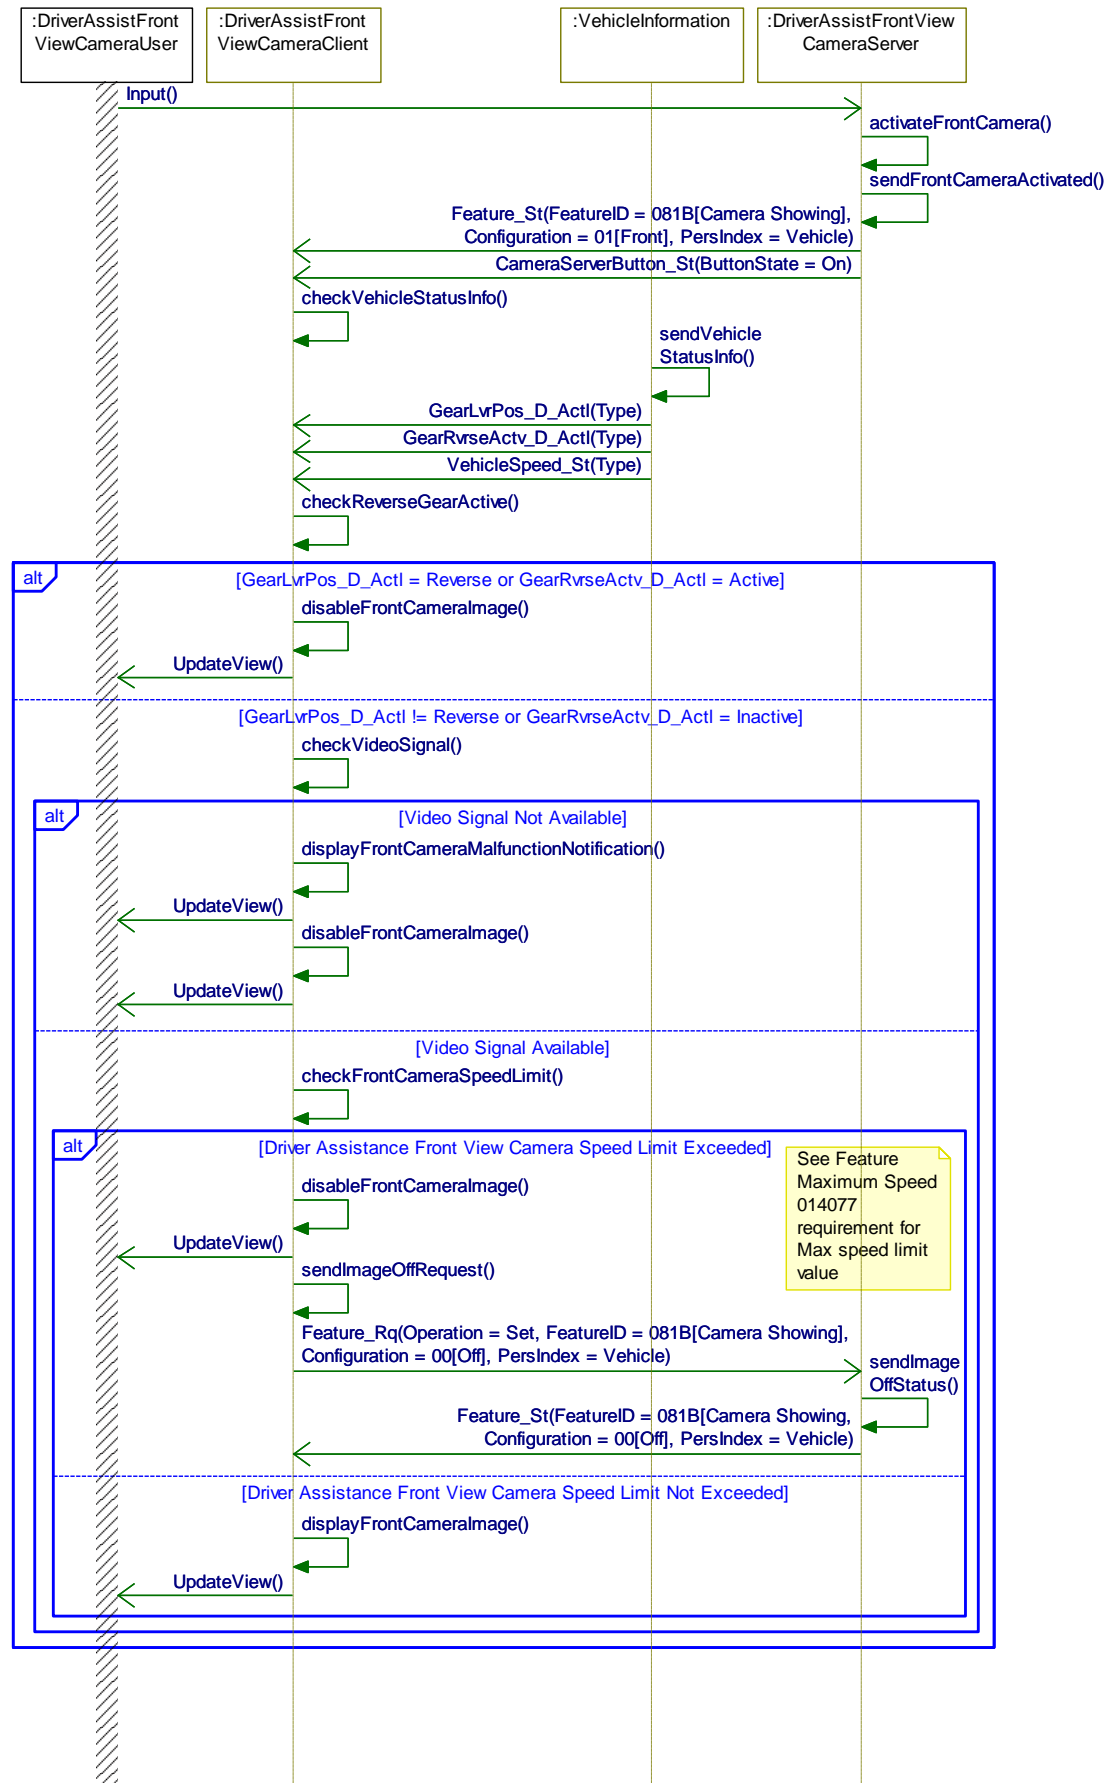 :DriverAssistFront
ViewCameraUser
:DriverAssistFront
ViewCameraClient
:VehicleInformation
:DriverAssistFrontView
CameraServer
Input()
activateFrontCamera()
sendFrontCameraActivated()
Feature_St(FeatureID = 081B[Camera Showing],
Configuration = 01[Front], PersIndex = Vehicle)
CameraServerButton_St(ButtonState = On)
checkVehicleStatusInfo()
sendVehicle
StatusInfo()
GearLvrPos_D_Actl(Type)
GearRvrseActv_D_Actl(Type)
VehicleSpeed_St(Type)
checkReverseGearActive()
alt
[GearLvrPos_D_Actl = Reverse or GearRvrseActv_D_Actl = Active]
disableFrontCameraImage()
UpdateView()
[GearLvrPos_D_Actl != Reverse or GearRvrseActv_D_Actl = Inactive]
checkVideoSignal()
alt
[Video Signal Not Available]
displayFrontCameraMalfunctionNotification()
UpdateView()
disableFrontCameraImage()
UpdateView()
[Video Signal Available]
checkFrontCameraSpeedLimit()
alt
[Driver Assistance Front View Camera Speed Limit Exceeded]
See Feature
Maximum Speed
014077
requirement for
Max speed limit
value
disableFrontCameraImage()
UpdateView()
sendImageOffRequest()
Feature_Rq(Operation = Set, FeatureID = 081B[Camera Showing],
Configuration = 00[Off], PersIndex = Vehicle)
sendImage
OffStatus()
Feature_St(FeatureID = 081B[Camera Showing,
Configuration = 00[Off], PersIndex = Vehicle)
[Driver Assistance Front View Camera Speed Limit Not Exceeded]
displayFrontCameraImage()
UpdateView()